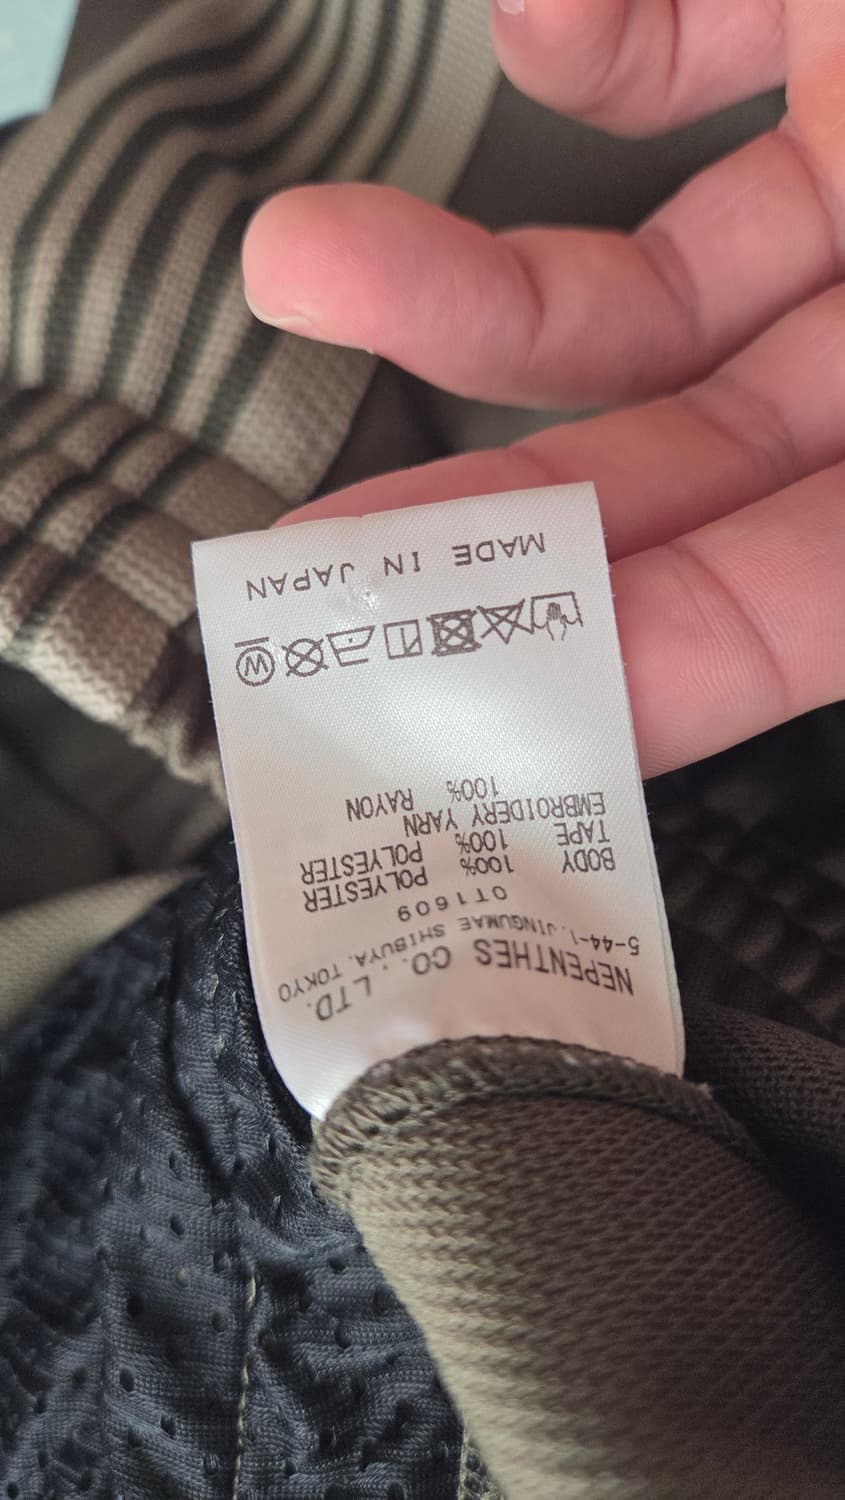 NEPENTHES CO., LTD.
5-44-1, JINGUMAE SHIBUYA, TOKYO
OT1609
BODY 100% POLYESTER
TAPE 100% POLYESTER
EMBROIDERY YARN
100% RAYON
W
MADE IN JAPAN